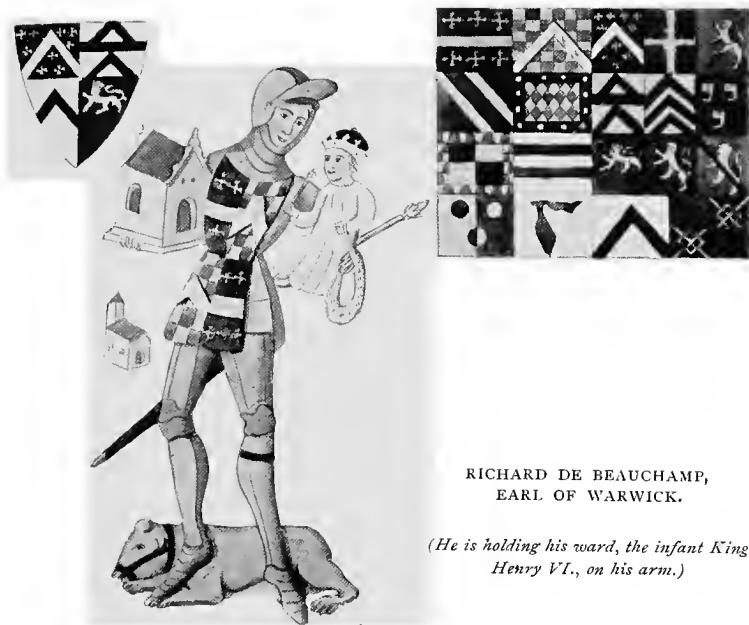 RICHARD DE BEAUCHAMP,
EARL OF WARWICK.
(He is holding his ward, the infant King
Henry VI., on his arm.)